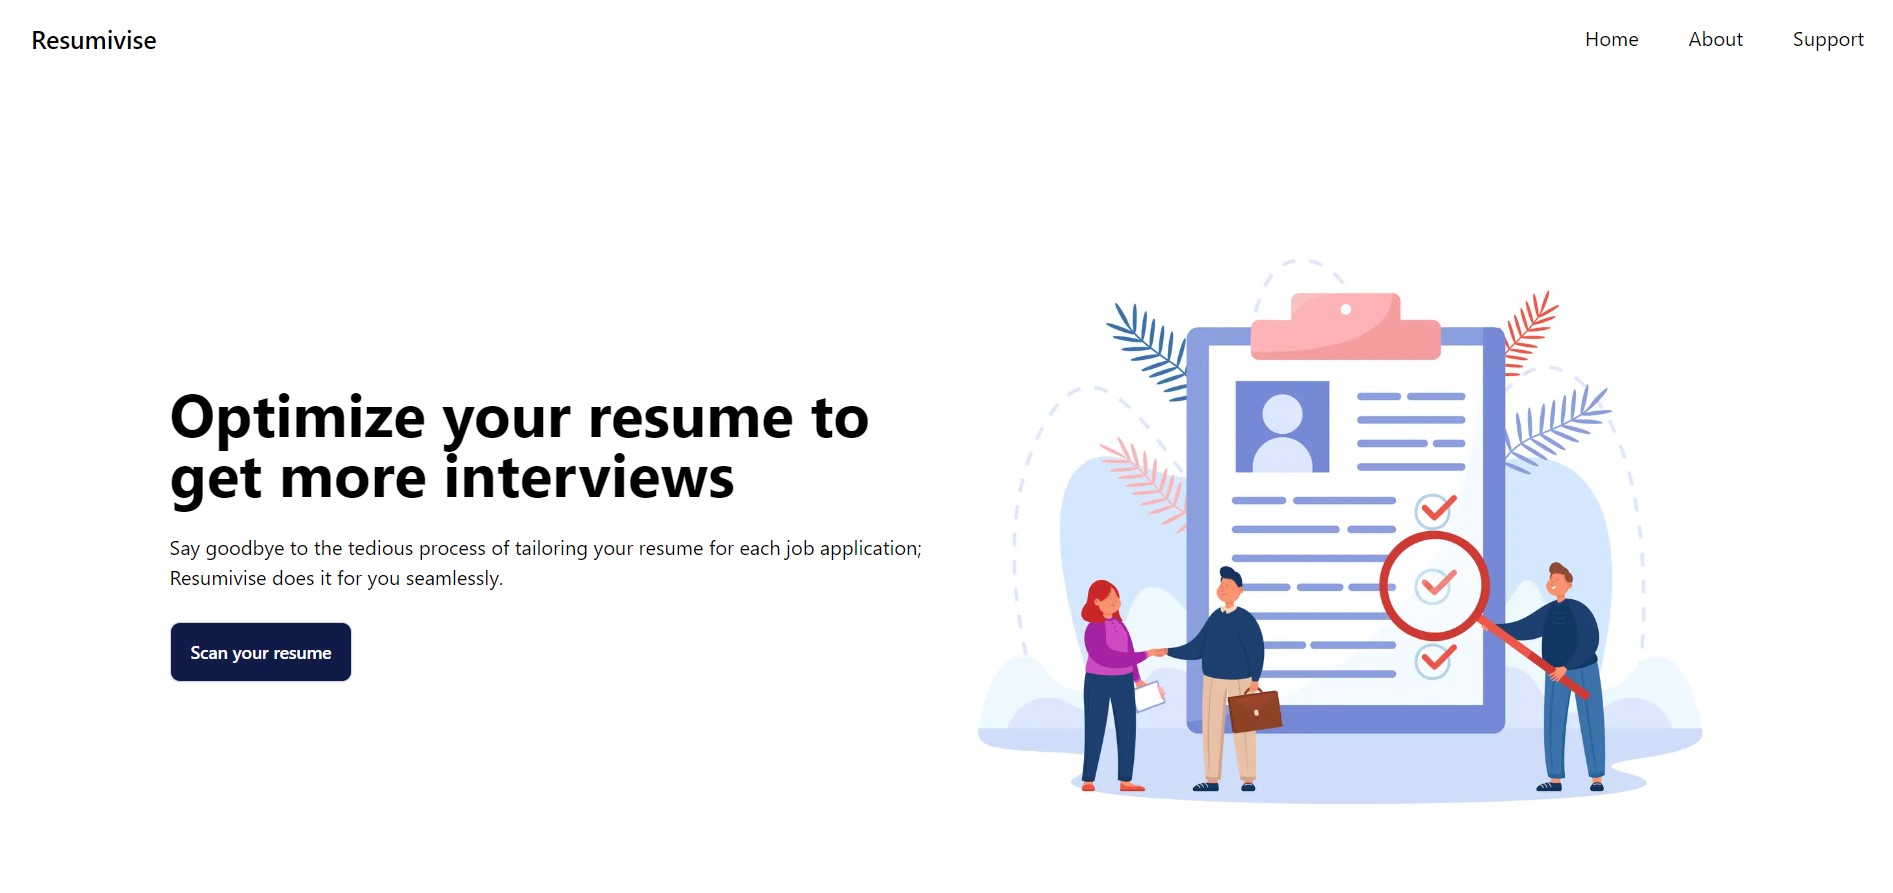 Resumivise
Home
About
Support
Optimize your resume to
get more interviews
Say goodbye to the tedious process of tailoring your resume for each job application;
Resumivise does it for you seamlessly.
Scan your resume